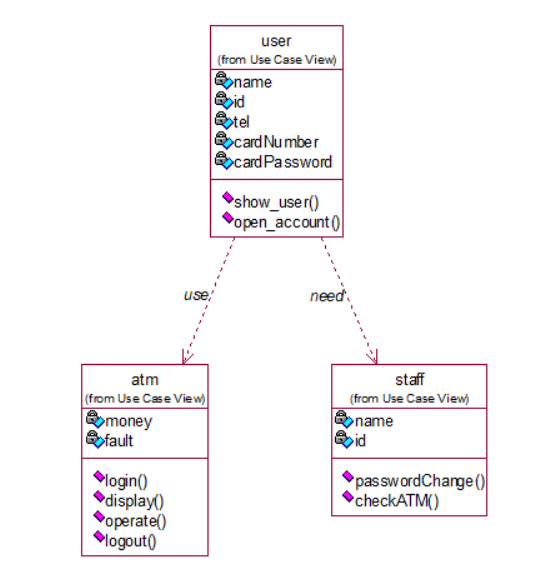 user
(from Use Case View)
name
id
tel
cardNumber
cardPassword
show_user()
open_account()
use
need
atm
(from Use Case View)
money
fault
login()
display()
operate()
logout()
staff
(from Use Case View)
name
id
passwordChange()
checkATM()